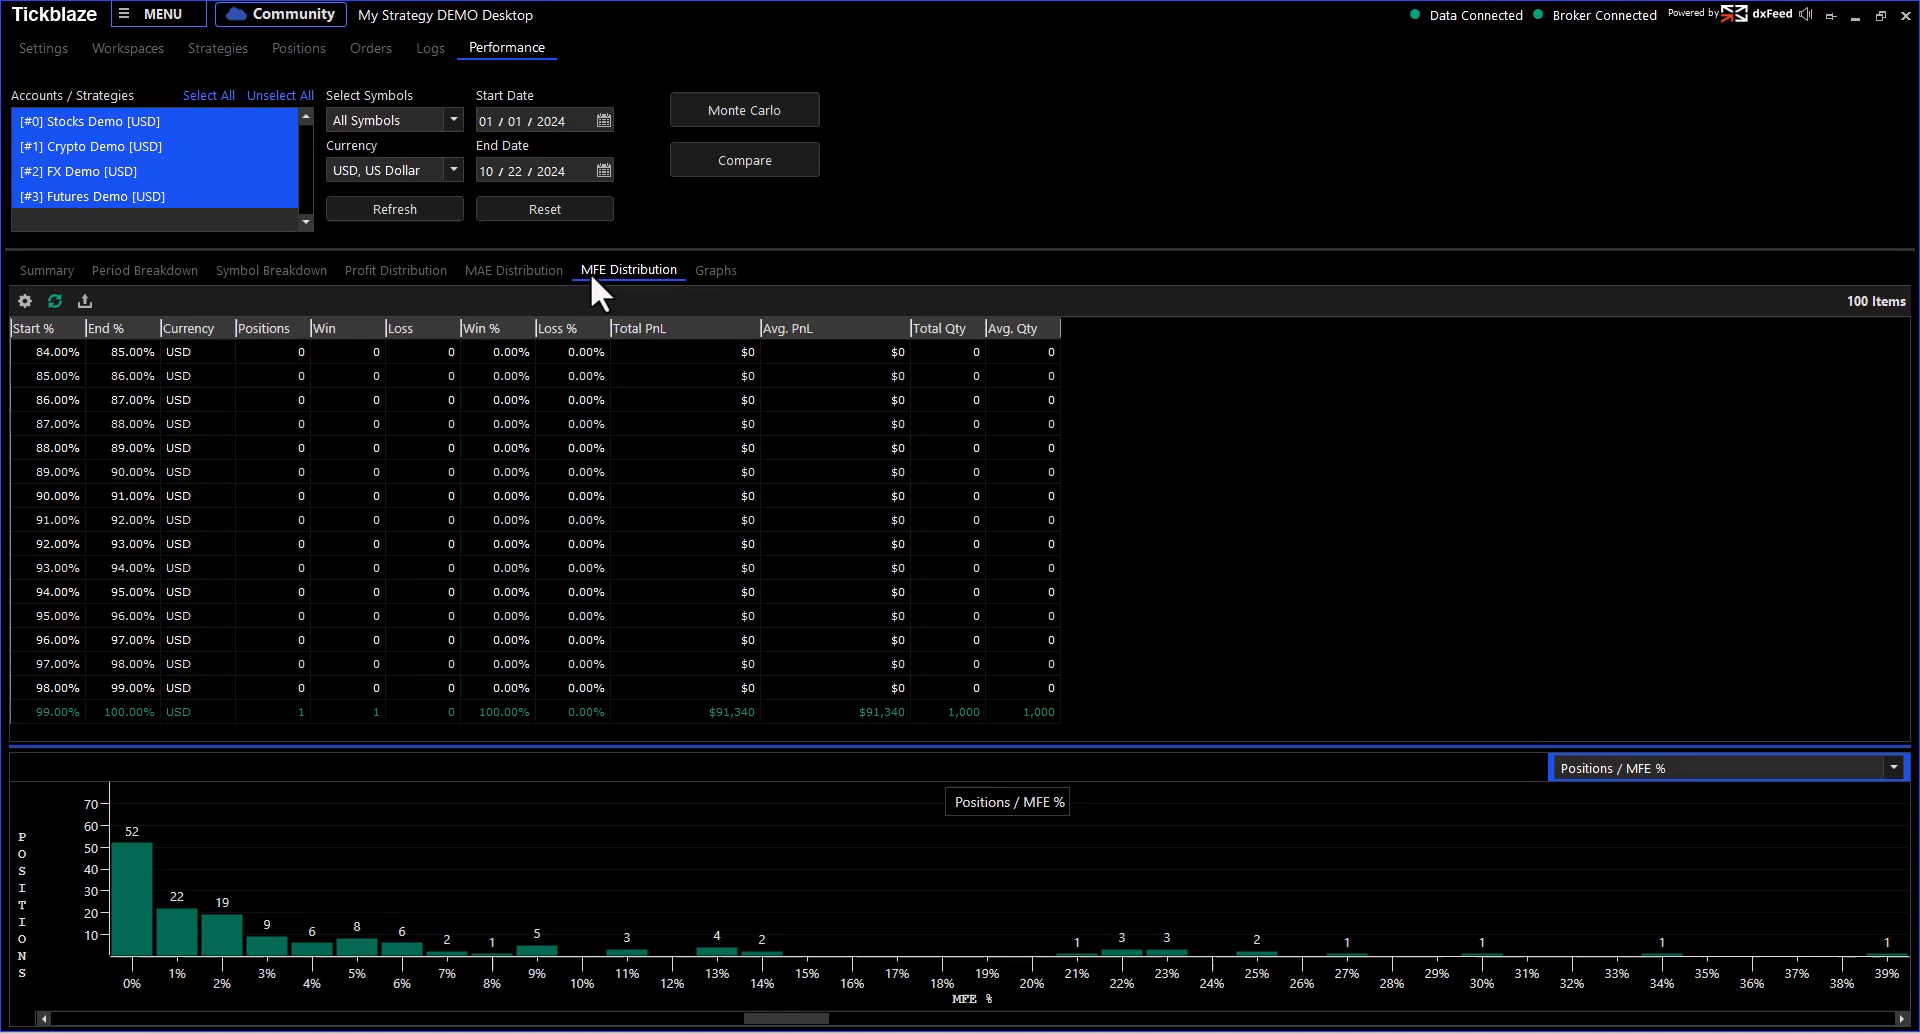 Tickblaze MENU Community My Strategy DEMO Desktop Data Connected Broker Connected Powered by dxFeed
Settings Workspaces Strategies Positions Orders Logs Performance
Accounts / Strategies Select All Unselect All Select Symbols Start Date
[#0] Stocks Demo [USD] All Symbols 01 / 01 / 2024 Monte Carlo
[#1] Crypto Demo [USD] Currency End Date
[#2] FX Demo [USD] USD, US Dollar 10 / 22 / 2024 Compare
[#3] Futures Demo [USD]
Refresh Reset
Summary Period Breakdown Symbol Breakdown Profit Distribution MAE Distribution MFE Distribution Graphs
100 Items
Start % End % Currency Positions Win Loss Win % Loss % Total PnL Avg. PnL Total Qty Avg. Qty
84.00% 85.00% USD 0 0 0 0.00% 0.00% $0 $0 0 0
85.00% 86.00% USD 0 0 0 0.00% 0.00% $0 $0 0 0
86.00% 87.00% USD 0 0 0 0.00% 0.00% $0 $0 0 0
87.00% 88.00% USD 0 0 0 0.00% 0.00% $0 $0 0 0
88.00% 89.00% USD 0 0 0 0.00% 0.00% $0 $0 0 0
89.00% 90.00% USD 0 0 0 0.00% 0.00% $0 $0 0 0
90.00% 91.00% USD 0 0 0 0.00% 0.00% $0 $0 0 0
91.00% 92.00% USD 0 0 0 0.00% 0.00% $0 $0 0 0
92.00% 93.00% USD 0 0 0 0.00% 0.00% $0 $0 0 0
93.00% 94.00% USD 0 0 0 0.00% 0.00% $0 $0 0 0
94.00% 95.00% USD 0 0 0 0.00% 0.00% $0 $0 0 0
95.00% 96.00% USD 0 0 0 0.00% 0.00% $0 $0 0 0
96.00% 97.00% USD 0 0 0 0.00% 0.00% $0 $0 0 0
97.00% 98.00% USD 0 0 0 0.00% 0.00% $0 $0 0 0
98.00% 99.00% USD 0 0 0 0.00% 0.00% $0 $0 0 0
99.00% 100.00% USD 1 1 0 100.00% 0.00% $91,340 $91,340 1,000 1,000
Positions / MFE %
Positions / MFE %
POSITIONS
70
60
50
40
30
20
10
52 22 19 9 6 8 6 2 1 5 3 4 2 1 3 3 2 1 1 1 1
0% 1% 2% 3% 4% 5% 6% 7% 8% 9% 10% 11% 12% 13% 14% 15% 16% 17% 18% 19% 20% 21% 22% 23% 24% 25% 26% 27% 28% 29% 30% 31% 32% 33% 34% 35% 36% 37% 38% 39%
MFE %